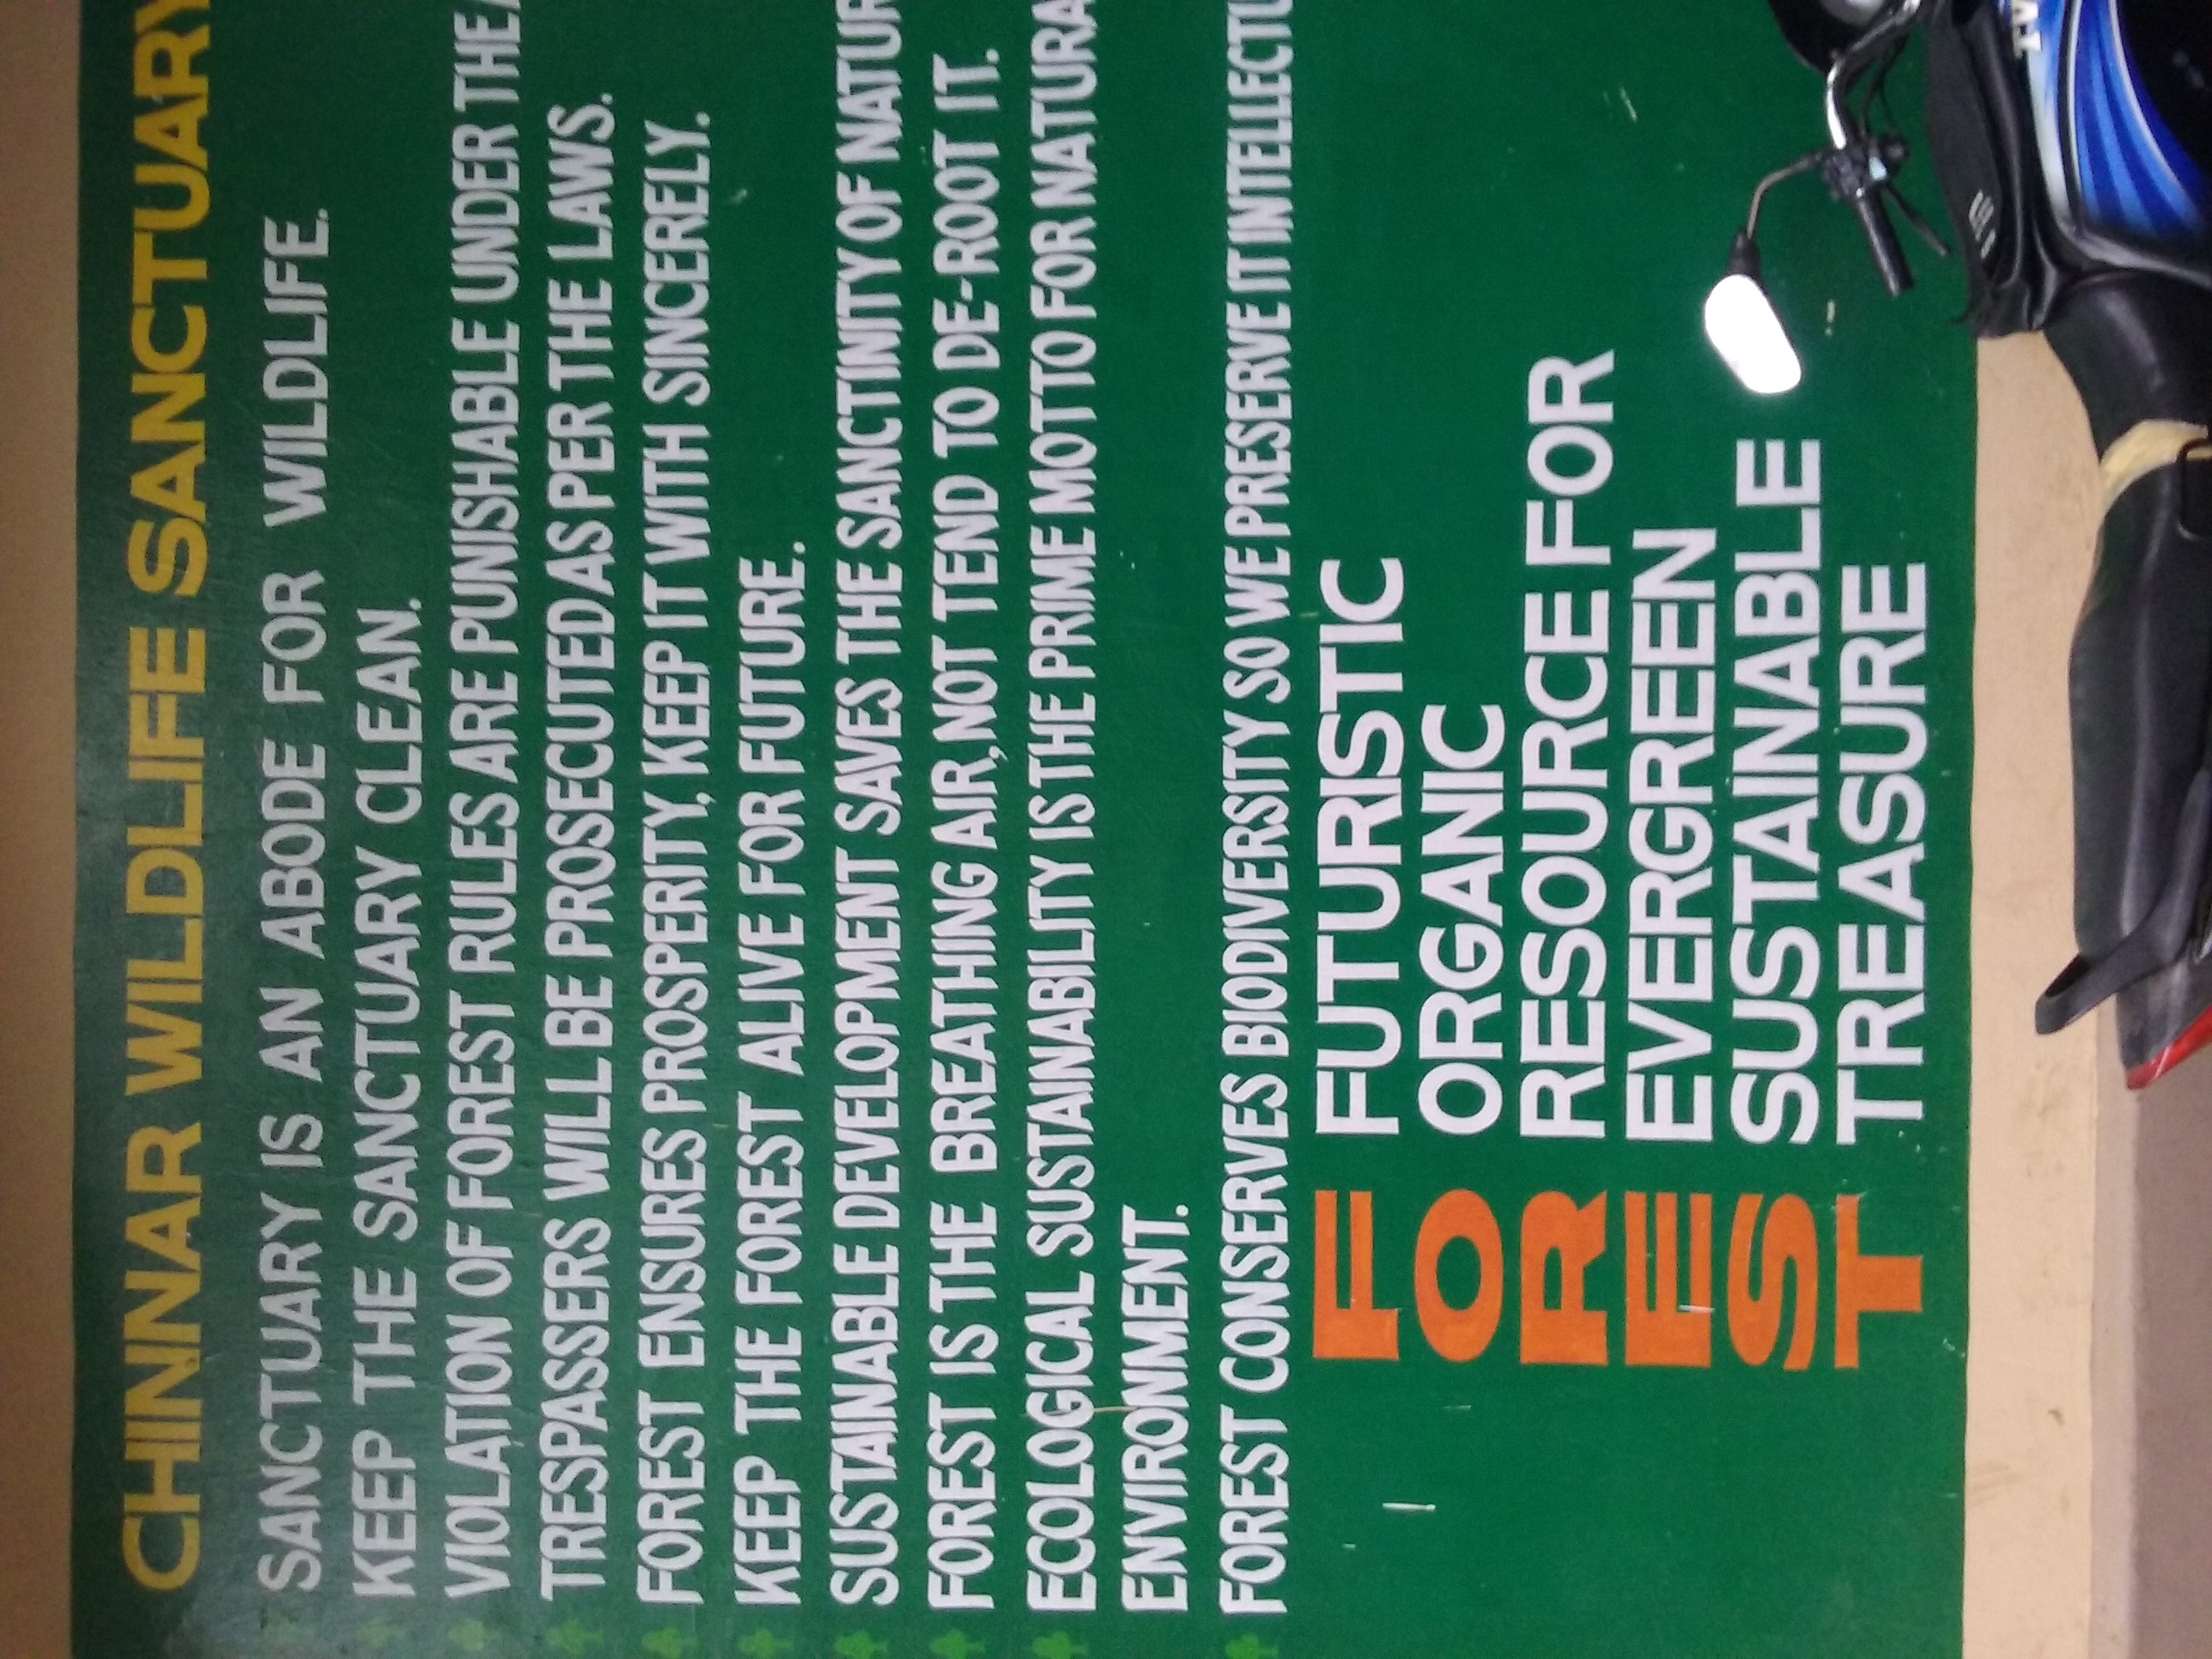 CHINNAR WILDLIFE SANCTUARY
SANCTUARY IS AN ABODE FOR WILDLIFE.
KEEP THE SANCTUARY CLEAN.
VIOLATION OF FOREST RULES ARE PUNISHABLE UNDER THE
TRESPASSERS WILL BE PROSECUTED AS PER THE LAWS.
FOREST ENSURES PROSPERITY, KEEP IT WITH SINCERELY.
KEEP THE FOREST ALIVE FOR FUTURE.
SUSTAINABLE DEVELOPMENT SAVES THE SANCTINITY OF NATUR
FOREST IS THE BREATHING AIR, NOT TEND TO DE-ROOT IT.
ECOLOGICAL SUSTAINABILITY IS THE PRIME MOTTO FOR NATURA
ENVIRONMENT.
FOREST CONSERVES BIODIVERSITY SO WE PRESERVE IT INTELLECTU
F FUTURISTIC
O ORGANIC
R RESOURCE FOR
E EVERGREEN
S SUSTAINABLE
T TREASURE